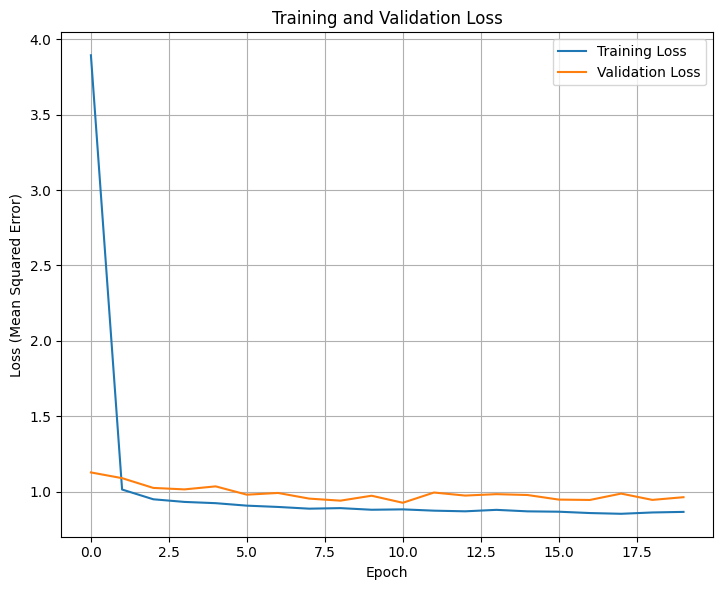 Training and Validation Loss
Training Loss
Validation Loss
4.0
3.5
3.0
2.5
2.0
1.5
1.0
Loss (Mean Squared Error)
0.0 2.5 5.0 7.5 10.0 12.5 15.0 17.5
Epoch